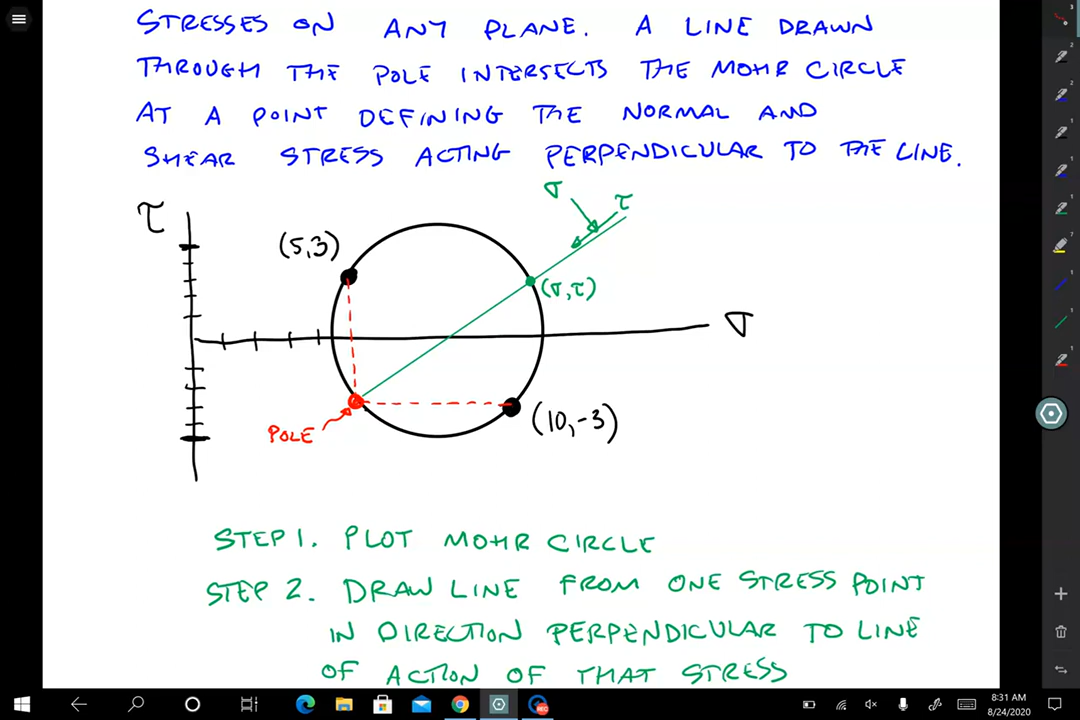 STRESSES ON ANY PLANE. A LINE DRAWN
THROUGH THE POLE INTERSECTS THE MOHR CIRCLE
AT A POINT DEFINING THE NORMAL AND
SHEAR STRESS ACTING PERPENDICULAR TO THE LINE.
σ
τ
τ
(5,3)
(σ,τ)
σ
(10,-3)
POLE
STEP 1. PLOT MOHR CIRCLE
STEP 2. DRAW LINE FROM ONE STRESS POINT
IN DIRECTION PERPENDICULAR TO LINE
OF ACTION OF THAT STRESS
8:31 AM
8/24/2020